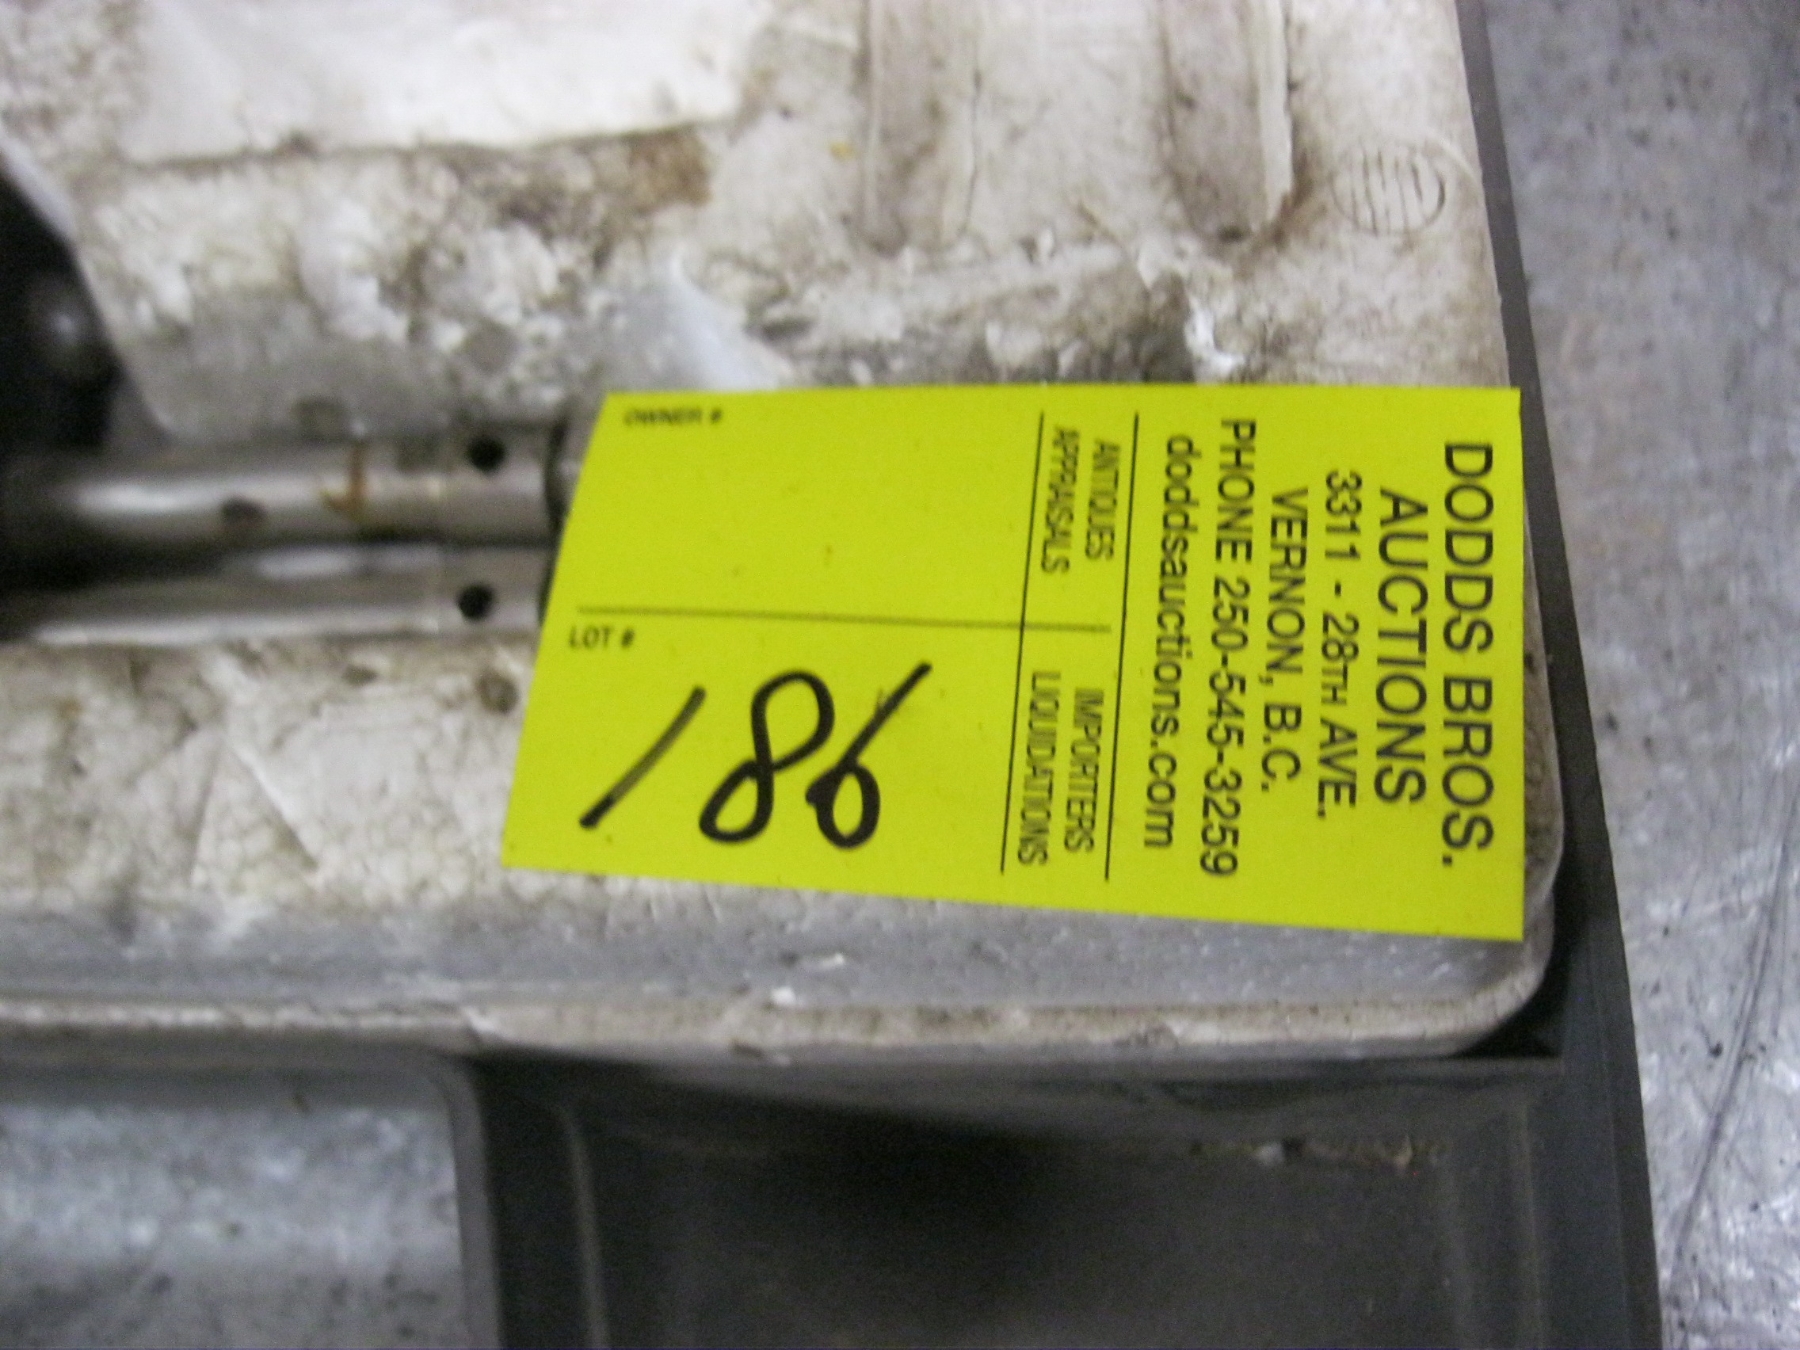 DODDS BROS.
AUCTIONS
3311 - 28TH AVE.
VERNON, B.C.
PHONE 250-545-3259
doddsauctions.com
ANTIQUES
APPRAISALS
IMPORTERS
LIQUIDATIONS
OWNER #
LOT #
186